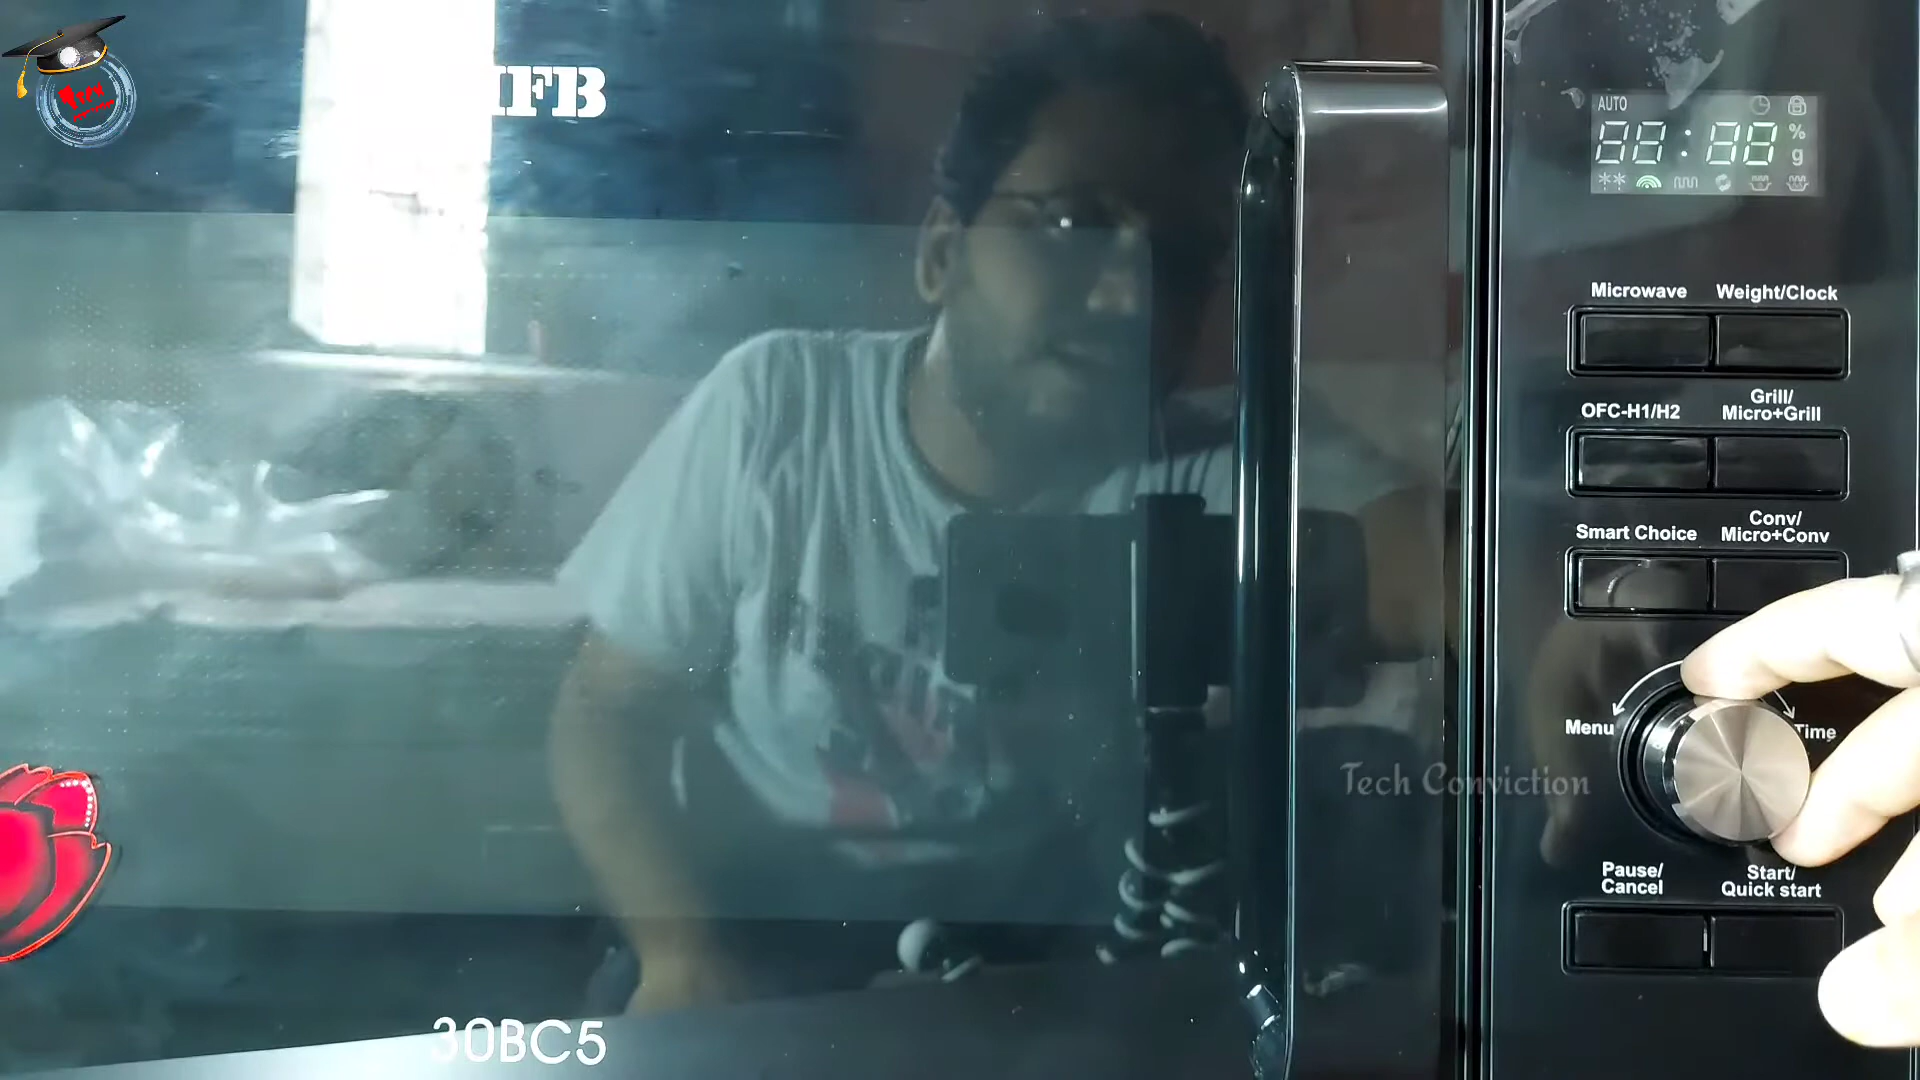 IFB
AUTO
88:88
%
g
Microwave
Weight/Clock
OFC-H1/H2
Grill/
Micro+Grill
Smart Choice
Conv/
Micro+Conv
Menu
Time
Tech Conviction
Pause/
Cancel
Start/
Quick start
30BC5